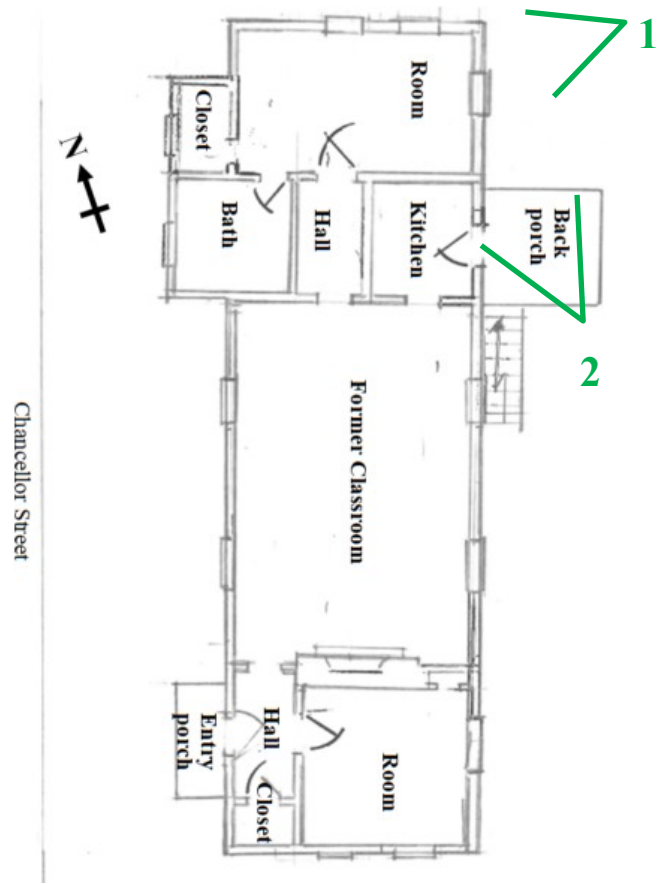 1
Room
Closet
N
Bath
Hall
Kitchen
Back
porch
2
Former Classroom
Chancellor Street
Entry
porch
Hall
Closet
Room